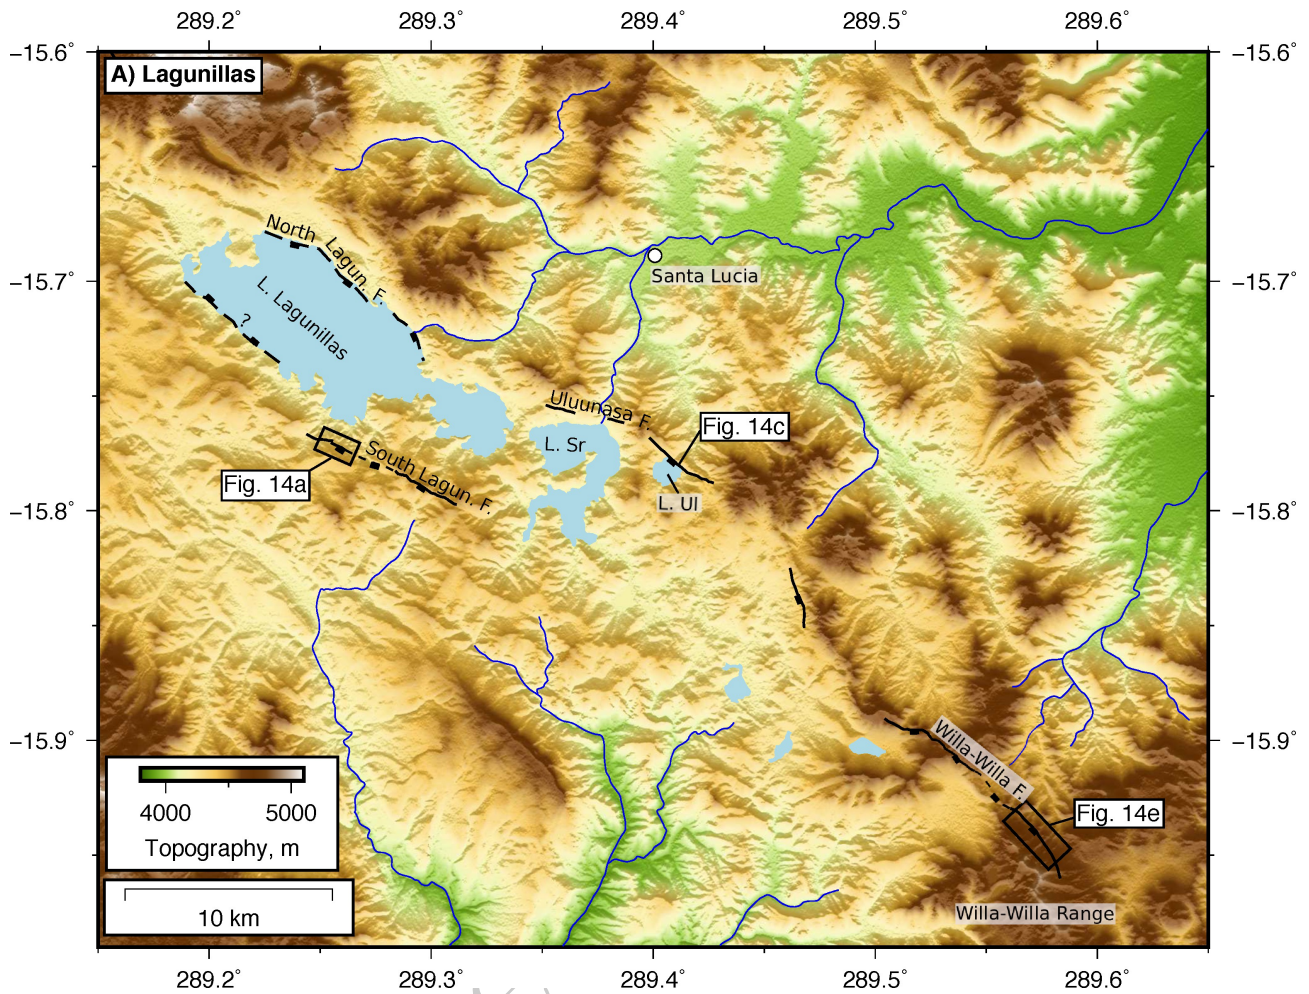 289.2° 289.3° 289.4° 289.5° 289.6°
−15.6° −15.6°
A) Lagunillas
North Lagun. F.
L. Lagunillas
?
Santa Lucia
−15.7° −15.7°
Uluunasa F.
Fig. 14c
L. Sr
South Lagun. F.
Fig. 14a
L. Ul
−15.8° −15.8°
−15.9° −15.9°
Willa-Willa F.
Fig. 14e
4000 5000
Topography, m
10 km
Willa-Willa Range
289.2° 289.3° 289.4° 289.5° 289.6°